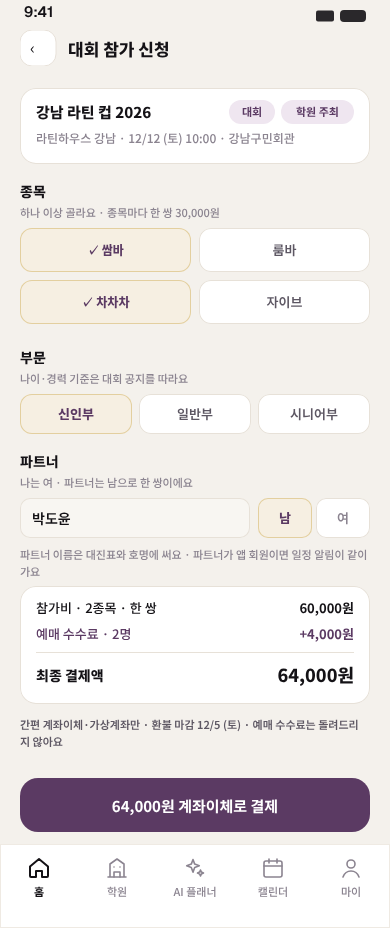 9:41
‹ 대회 참가 신청
강남 라틴 컵 2026 대회 학원 주최
라틴하우스 강남 · 12/12 (토) 10:00 · 강남구민회관
종목
하나 이상 골라요 · 종목마다 한 쌍 30,000원
✓ 쌈바 룸바
✓ 차차차 자이브
부문
나이·경력 기준은 대회 공지를 따라요
신인부 일반부 시니어부
파트너
나는 여 · 파트너는 남으로 한 쌍이에요
박도윤 남 여
파트너 이름은 대진표와 호명에 써요 · 파트너가 앱 회원이면 일정 알림이 같이
가요
참가비 · 2종목 · 한 쌍 60,000원
예매 수수료 · 2명 +4,000원
최종 결제액 64,000원
간편 계좌이체·가상계좌만 · 환불 마감 12/5 (토) · 예매 수수료는 돌려드리
지 않아요
64,000원 계좌이체로 결제
홈 학원 AI 플래너 캘린더 마이